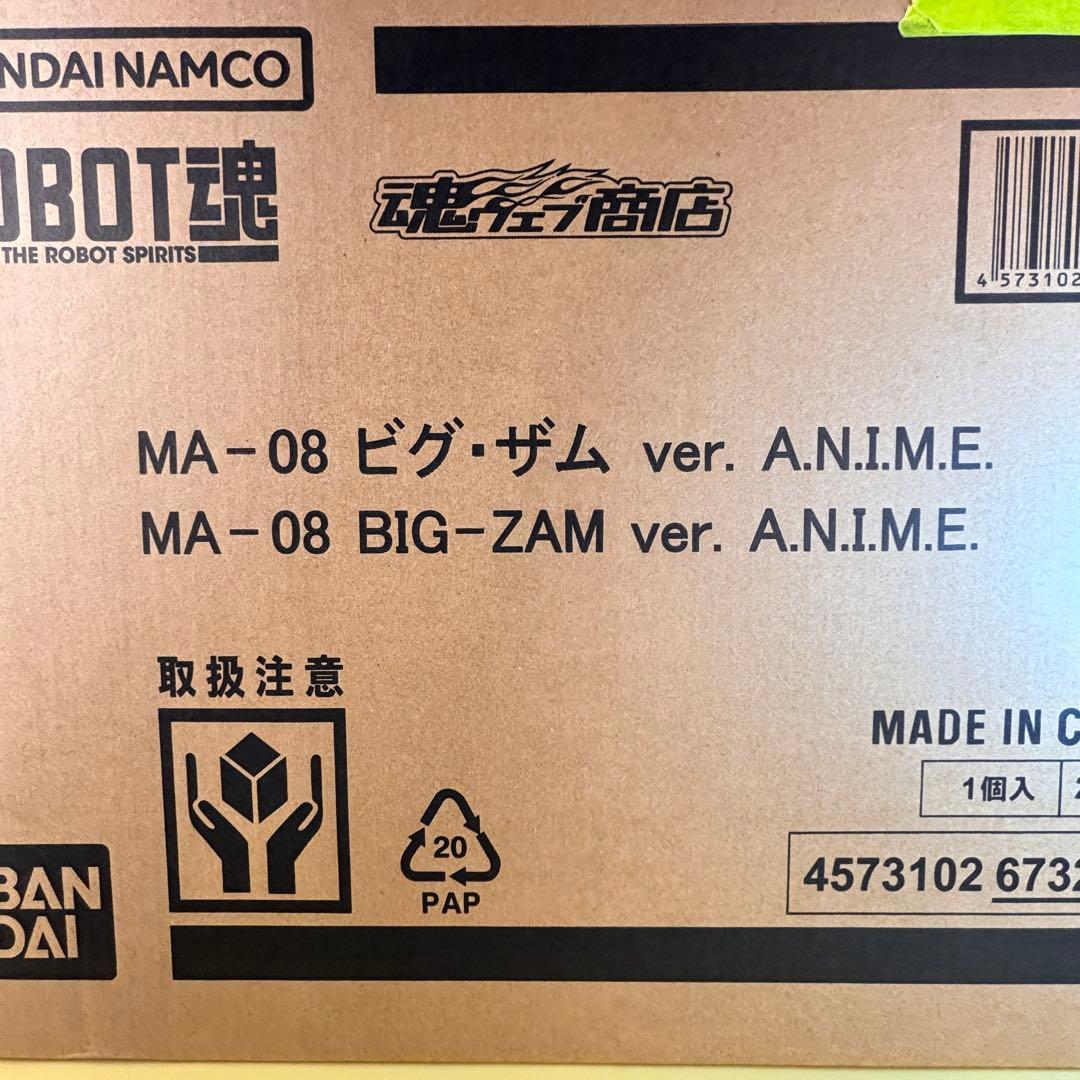 NDAI NAMCO
OBOT魂
THE ROBOT SPIRITS
魂ウェブ商店
4 573102
MA-08 ビグ・ザム ver. A.N.I.M.E.
MA-08 BIG-ZAM ver. A.N.I.M.E.
取扱注意
MADE IN C
1個入
20
PAP
4573102 6732
BAN
DAI